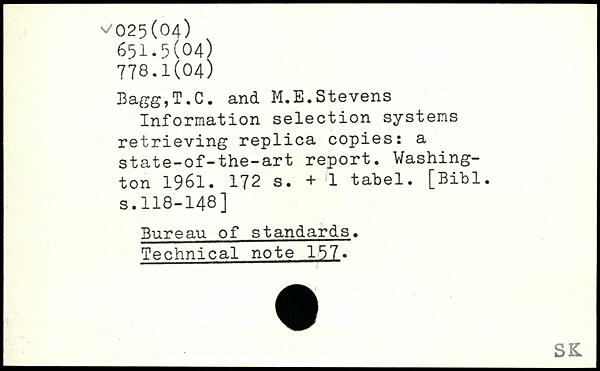 ✓025(04)
651.5(04)
778.1(04)
Bagg,T.C. and M.E.Stevens
Information selection systems
retrieving replica copies: a
state-of-the-art report. Washing-
ton 1961. 172 s. + 1 tabel. [Bibl.
s.118-148]
Bureau of standards.
Technical note 157.
SK